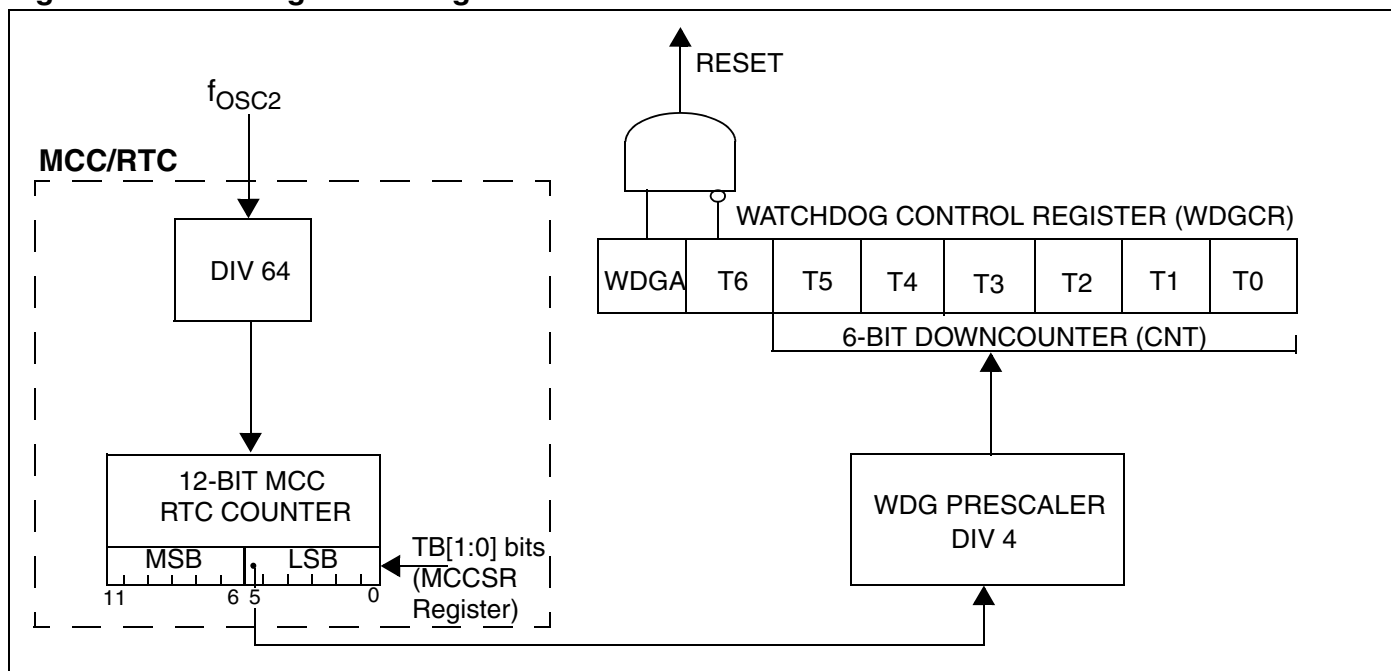 RESET
fOSC2
MCC/RTC
WATCHDOG CONTROL REGISTER (WDGCR)
DIV 64
WDGA T6 T5 T4 T3 T2 T1 T0
6-BIT DOWNCOUNTER (CNT)
12-BIT MCC
RTC COUNTER
WDG PRESCALER
DIV 4
MSB LSB
TB[1:0] bits
(MCCSR
Register)
11 6 5 0